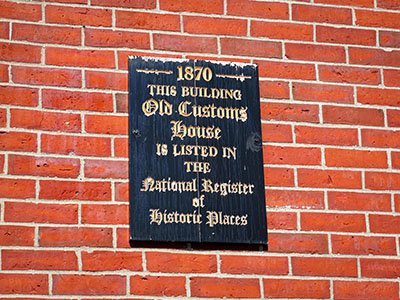 1870
THIS BUILDING
Old Customs
House
IS LISTED IN
THE
National Register
of
Historic Places